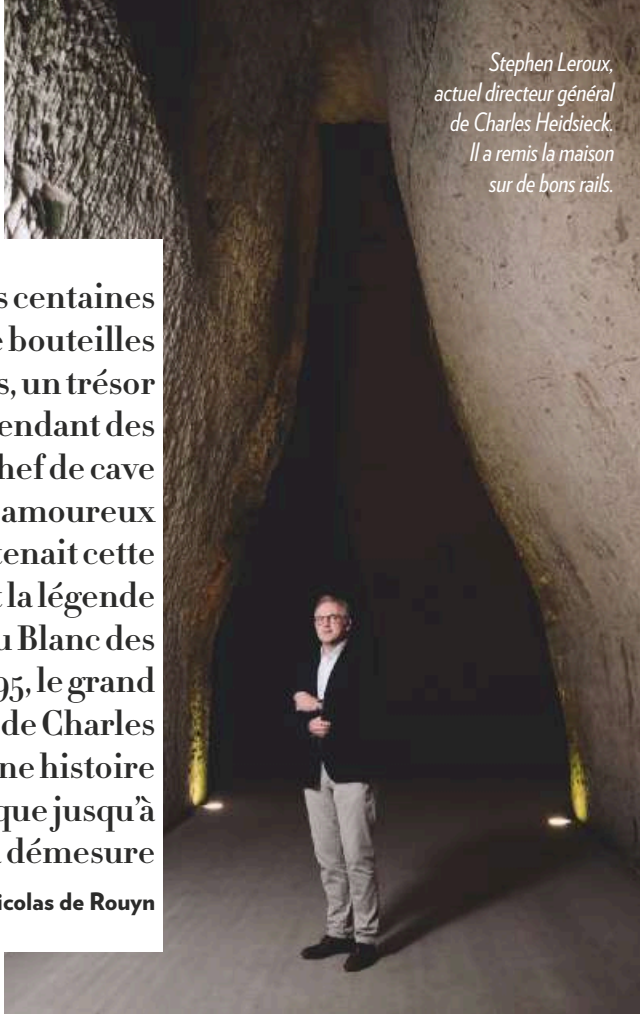 Stephen Leroux,
actuel directeur général
de Charles Heidsieck.
Il a remis la maison
sur de bons rails.
s centaines
e bouteilles
s, un trésor
endant des
hef de cave
amoureux
tenait cette
t la légende
u Blanc des
95, le grand
de Charles
ne histoire
que jusqu’à
démesure
icolas de Rouyn